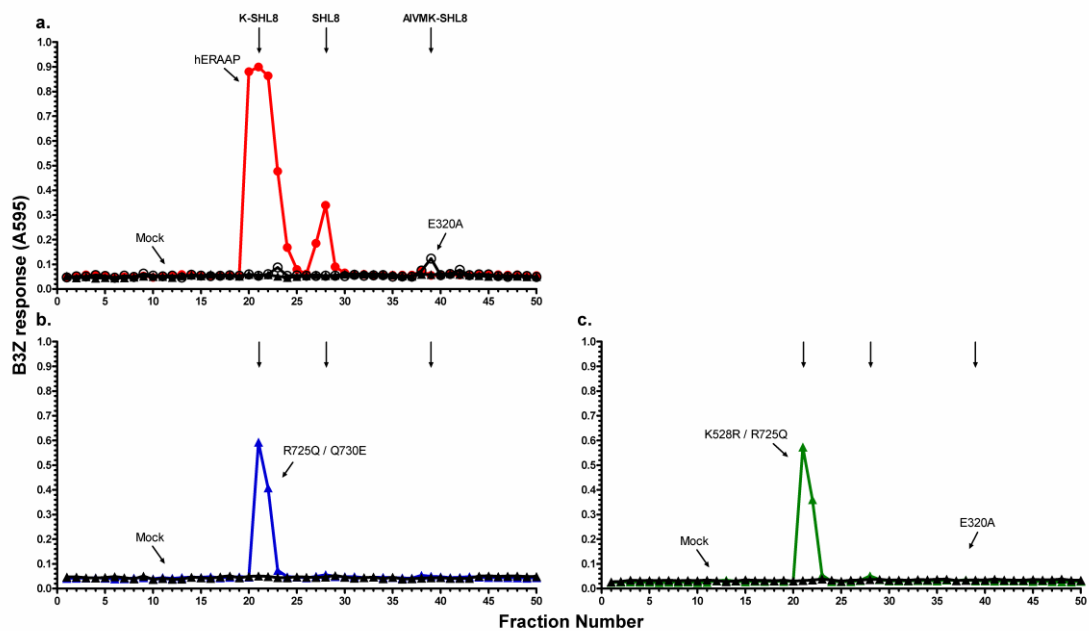 a.
K-SHL8 SHL8 AIVMK-SHL8
hERAAP
Mock
E320A
1.0
0.9
0.8
0.7
0.6
0.5
0.4
0.3
0.2
0.1
0.0
0 5 10 15 20 25 30 35 40 45 50
B3Z response (A595)
b.
R725Q / Q730E
Mock
1.0
0.9
0.8
0.7
0.6
0.5
0.4
0.3
0.2
0.1
0.0
0 5 10 15 20 25 30 35 40 45 50
c.
K528R / R725Q
Mock
E320A
1.0
0.9
0.8
0.7
0.6
0.5
0.4
0.3
0.2
0.1
0.0
0 5 10 15 20 25 30 35 40 45 50
Fraction Number